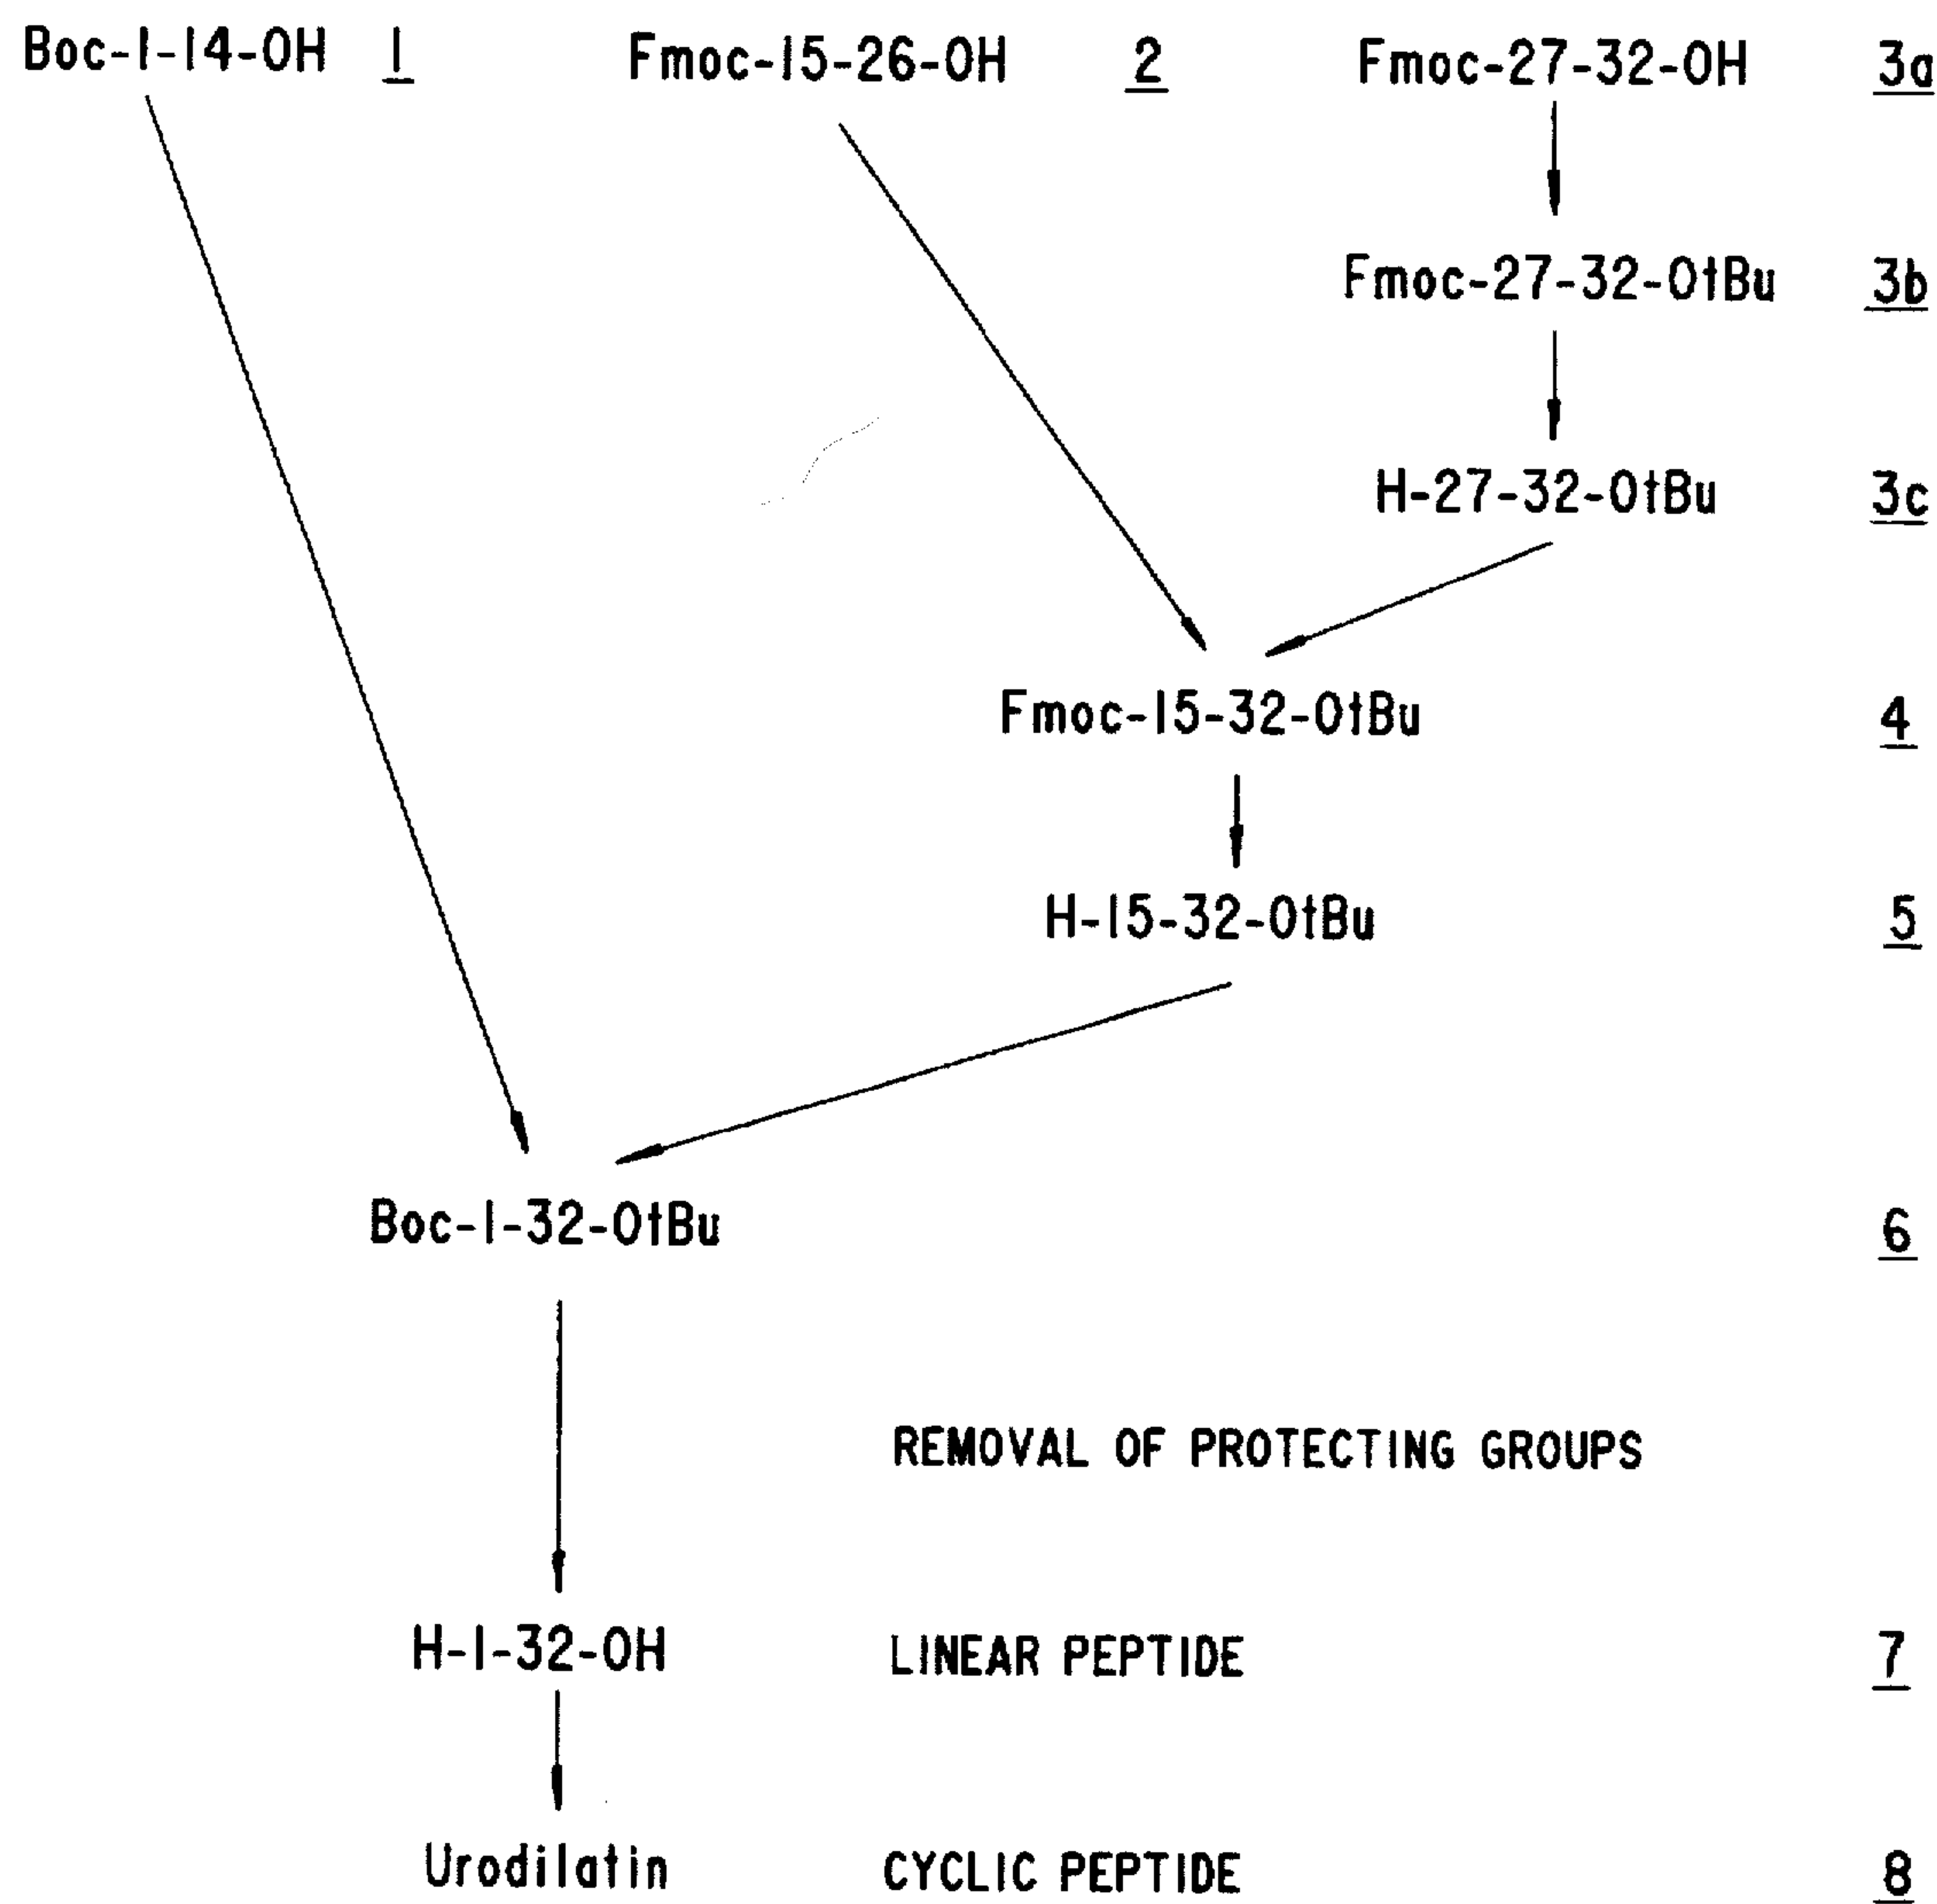 Boc-1-14-OH 1 Fmoc-15-26-OH 2 Fmoc-27-32-OH 3a
Fmoc-27-32-OtBu 3b
H-27-32-OtBu 3c
Fmoc-15-32-OtBu 4
H-15-32-OtBu 5
Boc-1-32-OtBu 6
REMOVAL OF PROTECTING GROUPS
H-1-32-OH LINEAR PEPTIDE 7
Urodilatin CYCLIC PEPTIDE 8